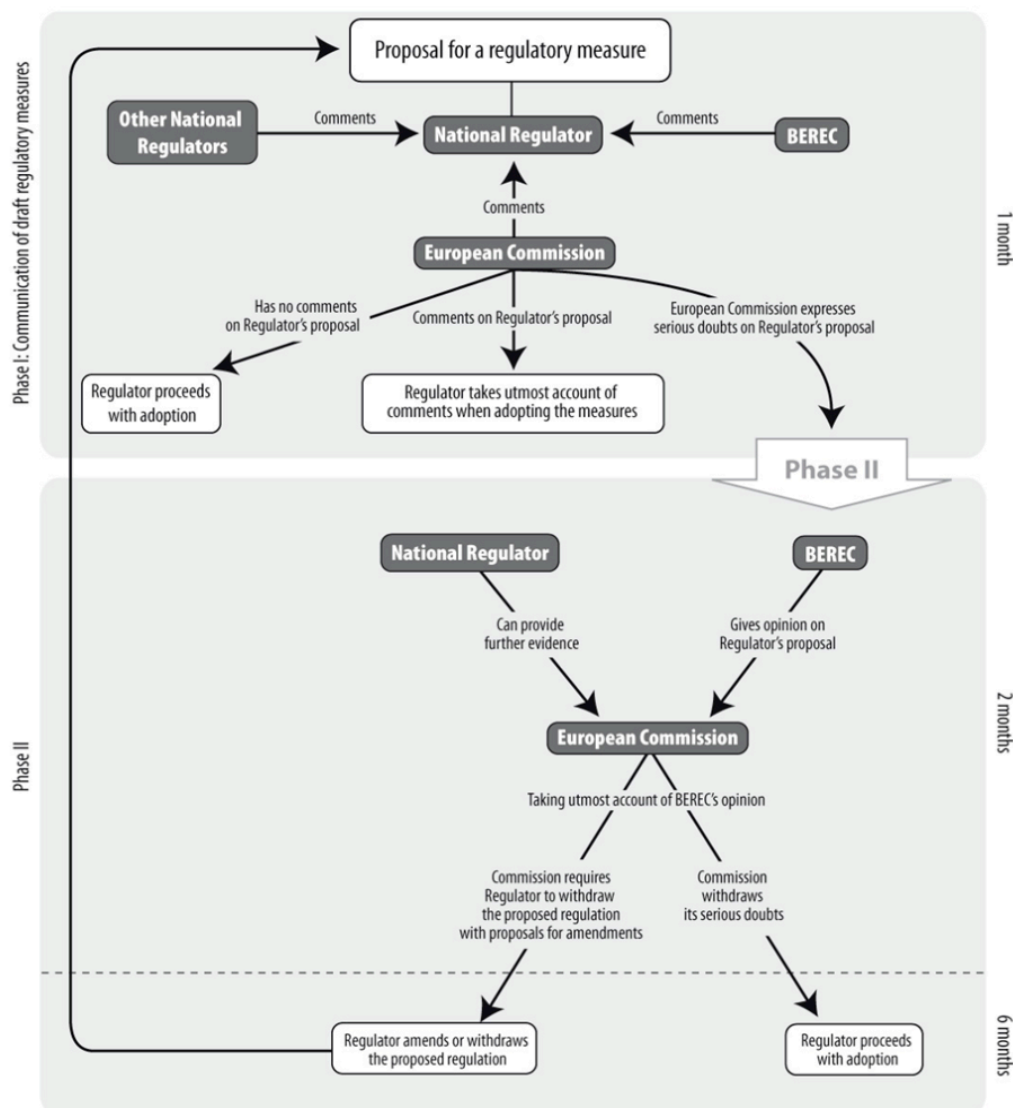 Proposal for a regulatory measure
Other National
Regulators
Comments
National Regulator
Comments
BEREC
Comments
European Commission
Has no comments
on Regulator's proposal
Comments on Regulator's proposal
European Commission expresses
serious doubts on Regulator's proposal
Regulator proceeds
with adoption
Regulator takes utmost account of
comments when adopting the measures
Phase I: Communication of draft regulatory measures
1 month
Phase II
National Regulator
BEREC
Can provide
further evidence
Gives opinion on
Regulator's proposal
European Commission
Taking utmost account of BEREC's opinion
Commission requires
Regulator to withdraw
the proposed regulation
with proposals for amendments
Commission
withdraws
its serious doubts
Phase II
2 months
Regulator amends or withdraws
the proposed regulation
Regulator proceeds
with adoption
6 months